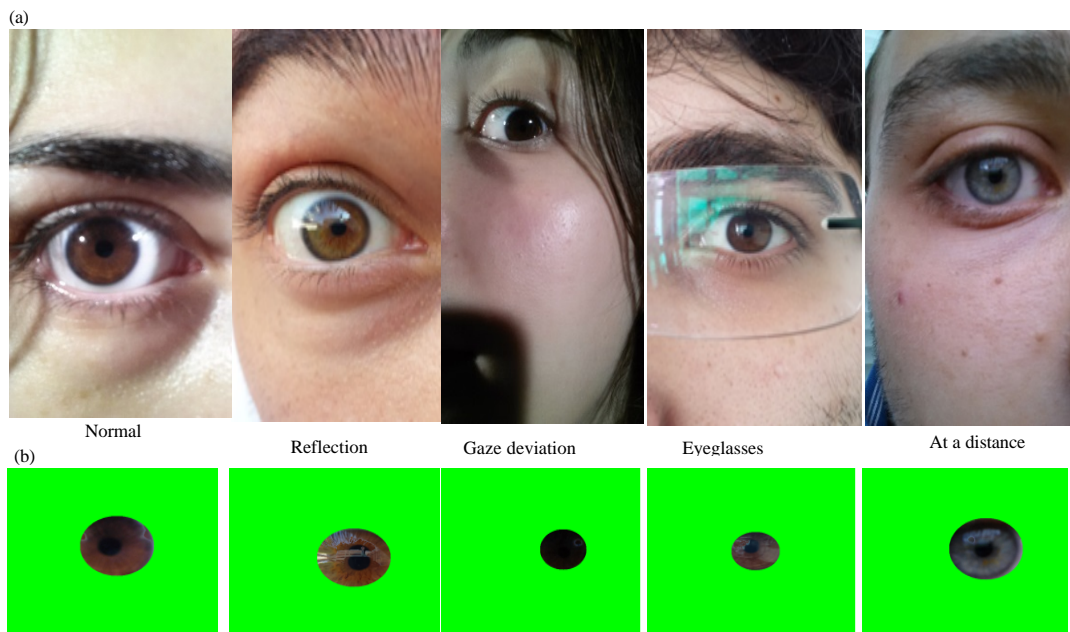 (a)
Normal
Reflection
Gaze deviation
Eyeglasses
At a distance
(b)